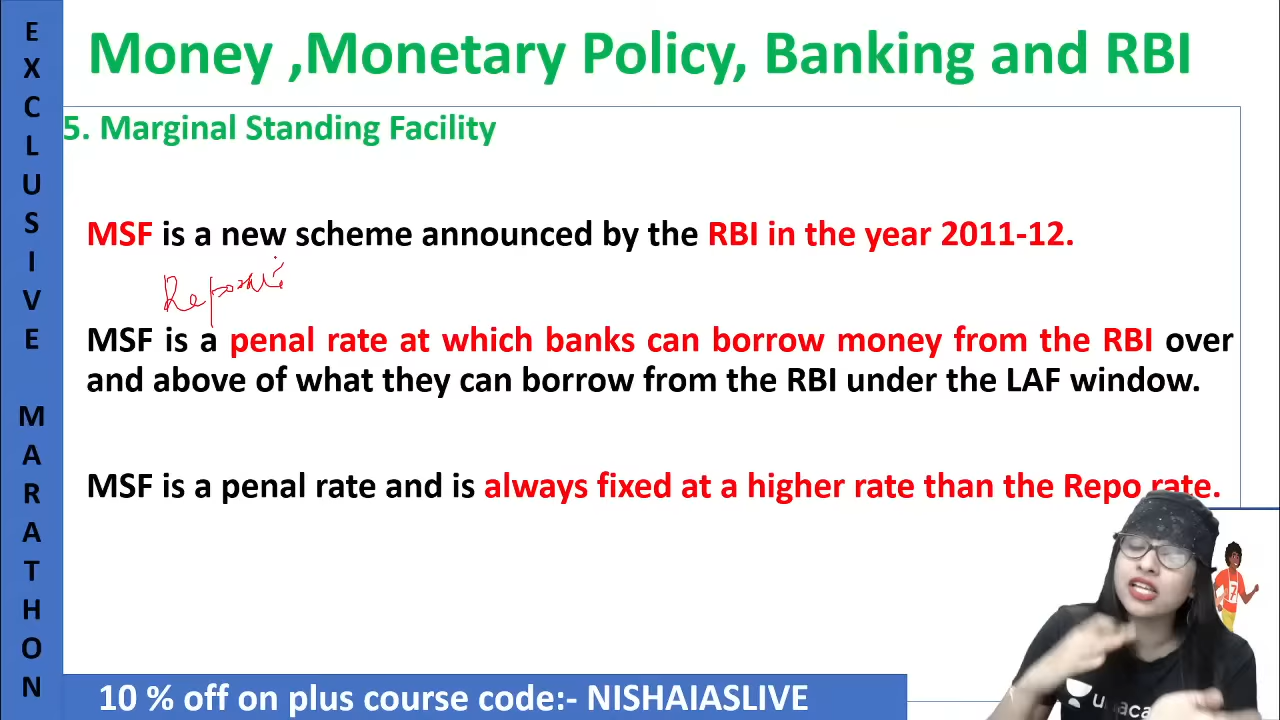 Money ,Monetary Policy, Banking and RBI
EXCLUSIVE MARATHON
5. Marginal Standing Facility
MSF is a new scheme announced by the RBI in the year 2011-12.
MSF is a penal rate at which banks can borrow money from the RBI over
and above of what they can borrow from the RBI under the LAF window.
MSF is a penal rate and is always fixed at a higher rate than the Repo rate.
7
10 % off on plus course code:- NISHAIASLIVE